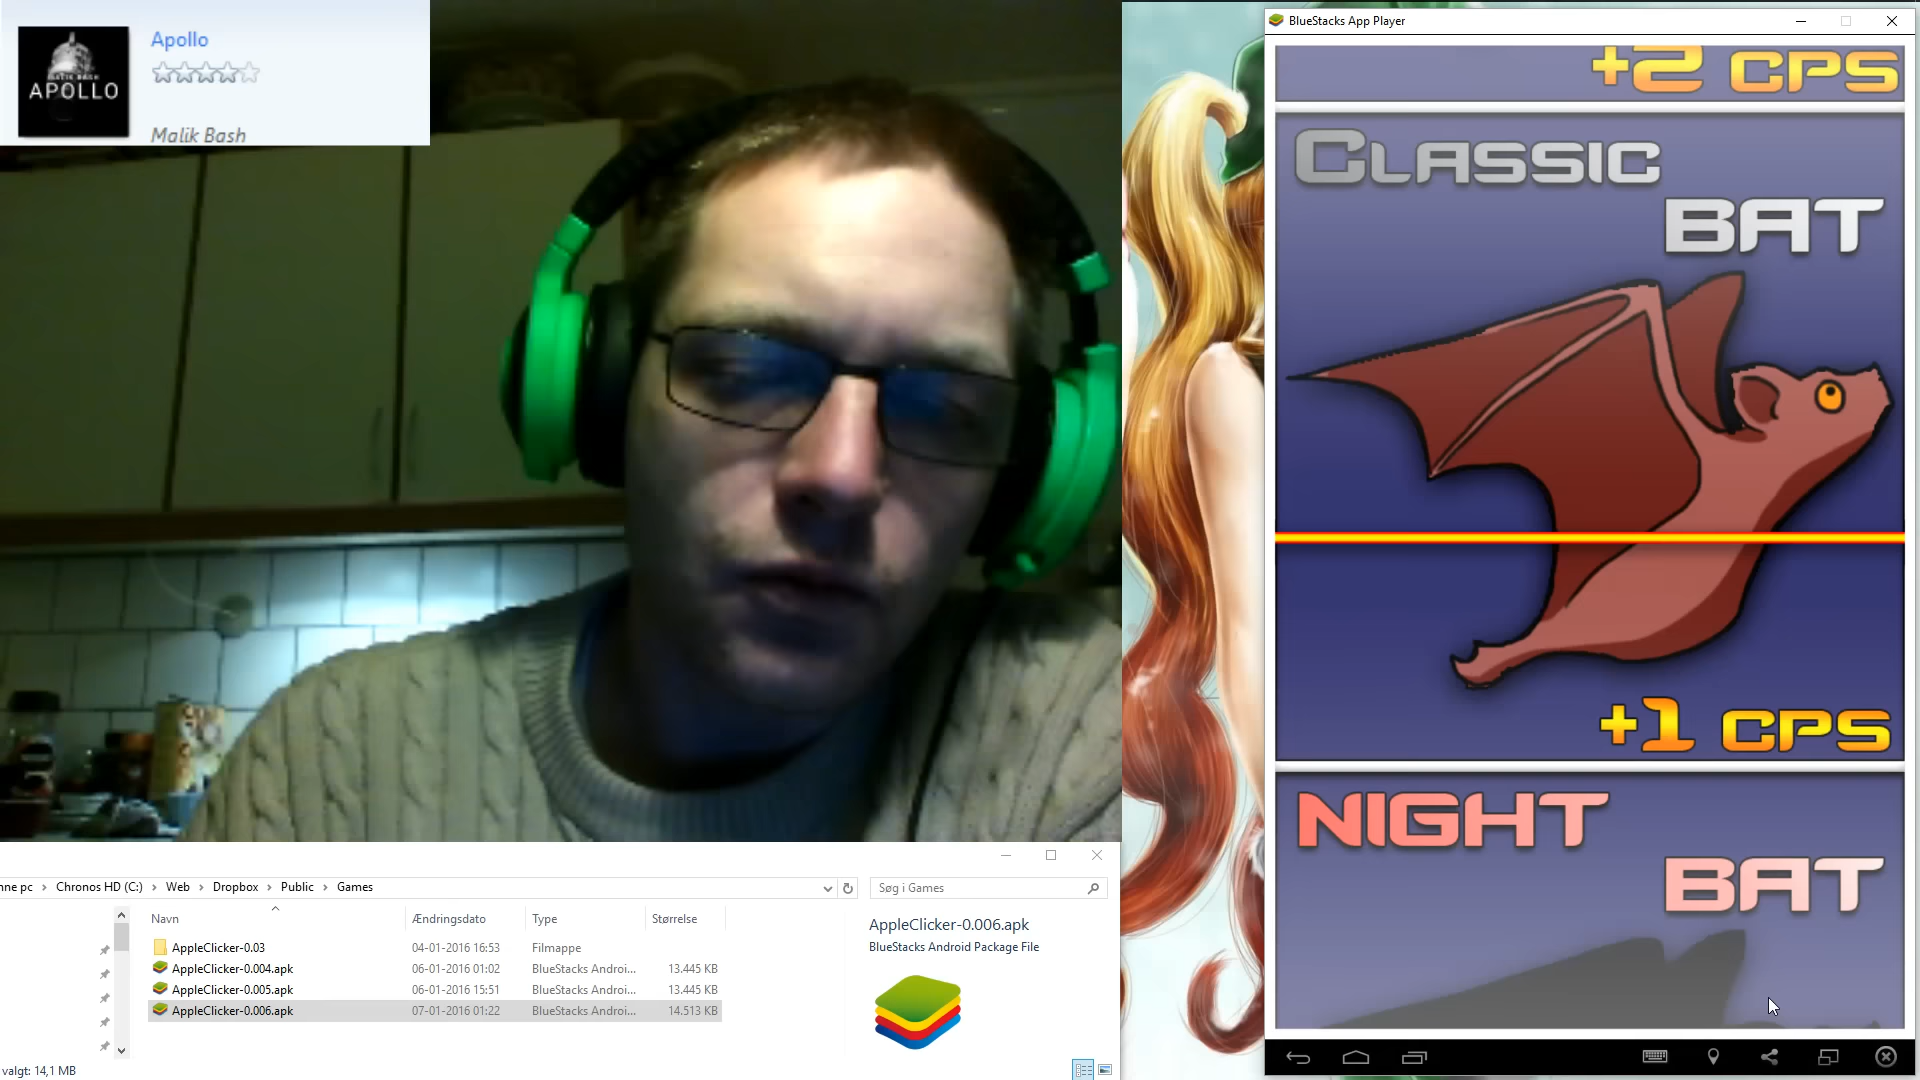 Apollo
MALIK BASH
APOLLO
Malik Bash
BlueStacks App Player
+2 CPS
CLASSIC
BAT
+1 CPS
NIGHT
BAT
nne pc > Chronos HD (C:) > Web > Dropbox > Public > Games
Søg i Games
Navn Ændringsdato Type Størrelse
AppleClicker-0.03 04-01-2016 16:53 Filmappe
AppleClicker-0.004.apk 06-01-2016 01:02 BlueStacks Androi... 13.445 KB
AppleClicker-0.005.apk 06-01-2016 15:51 BlueStacks Androi... 13.445 KB
AppleClicker-0.006.apk 07-01-2016 01:22 BlueStacks Androi... 14.513 KB
AppleClicker-0.006.apk
BlueStacks Android Package File
valgt: 14,1 MB